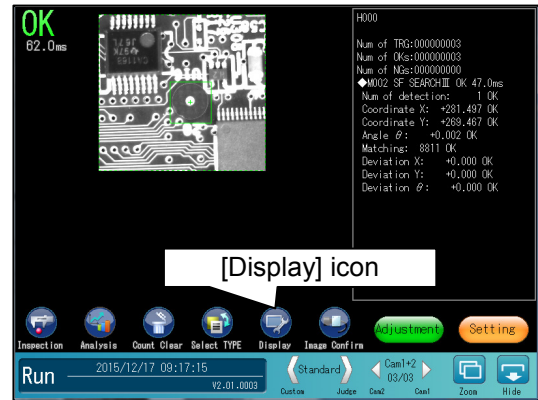 OK
62.0ms
H000
Num of TRG:000000003
Num of OKs:000000003
Num of NGs:000000000
◆M002 SF SEARCHⅢ OK 47.0ms
Num of detection: 1 OK
Coordinate X: +281.497 OK
Coordinate Y: +269.467 OK
Angle θ: +0.002 OK
Matching: 8811 OK
Deviation X: +0.000 OK
Deviation Y: +0.000 OK
Deviation θ: +0.000 OK
[Display] icon
Inspection Analysis Count Clear Select TYPE Display Image Confirm
Adjustment Setting
Run 2015/12/17 09:17:15
V2.01.0003
Standard
Custom Judge
Cam1+2
03/03
Cam2 Cam1
Zoom Hide